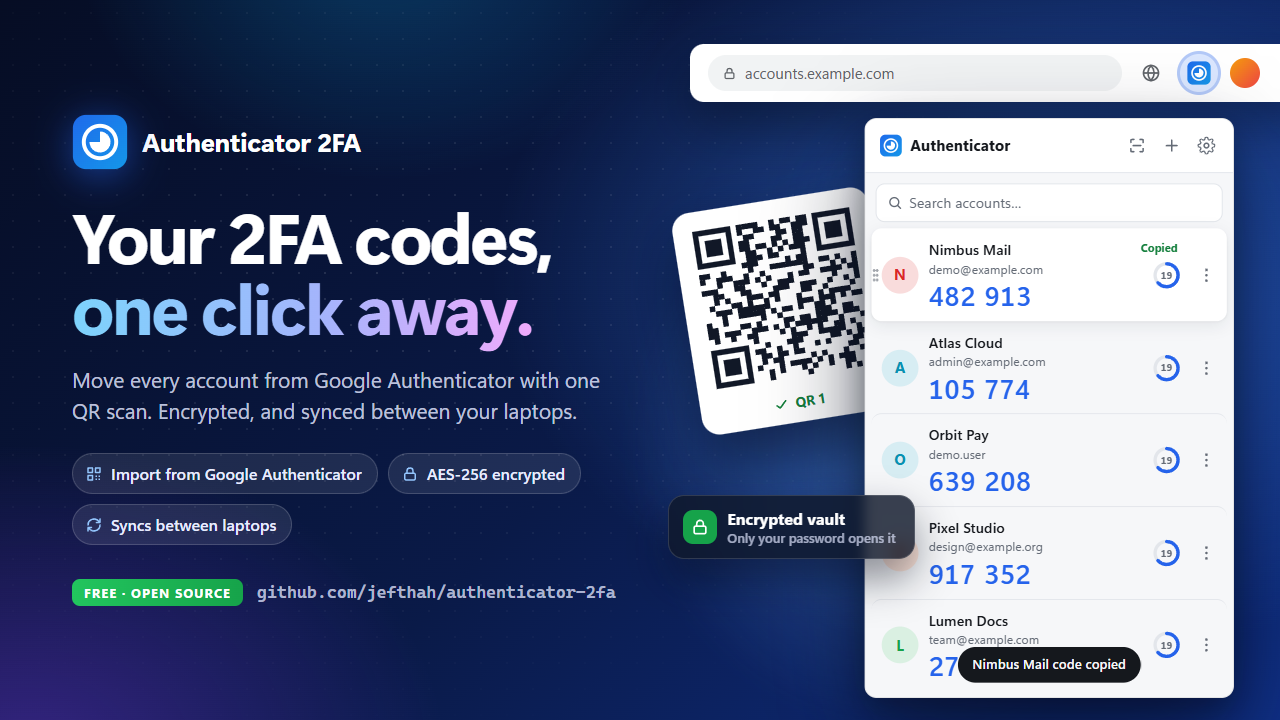 accounts.example.com
Authenticator 2FA
Your 2FA codes,
one click away.
Move every account from Google Authenticator with one
QR scan. Encrypted, and synced between your laptops.
Import from Google Authenticator
AES-256 encrypted
Syncs between laptops
FREE · OPEN SOURCE
github.com/jefthah/authenticator-2fa
QR 1
Encrypted vault
Only your password opens it
Authenticator
Search accounts...
N
Nimbus Mail
Copied
demo@example.com
482 913
19
A
Atlas Cloud
admin@example.com
105 774
19
O
Orbit Pay
demo.user
639 208
19
Pixel Studio
design@example.org
917 352
19
L
Lumen Docs
team@example.com
27
19
Nimbus Mail code copied